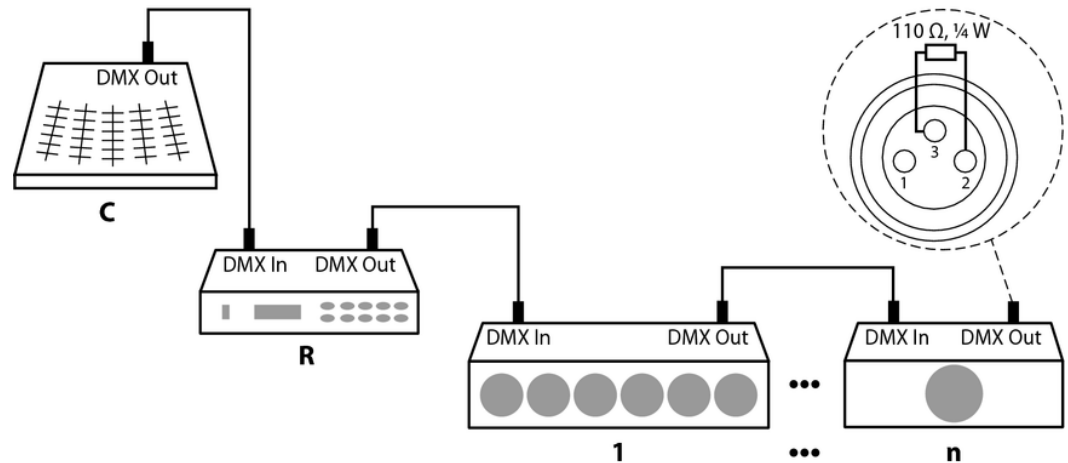 110 Ω, ¼ W
3
1
2
DMX Out
C
DMX In
DMX Out
R
DMX In
DMX Out
1
DMX In
DMX Out
n